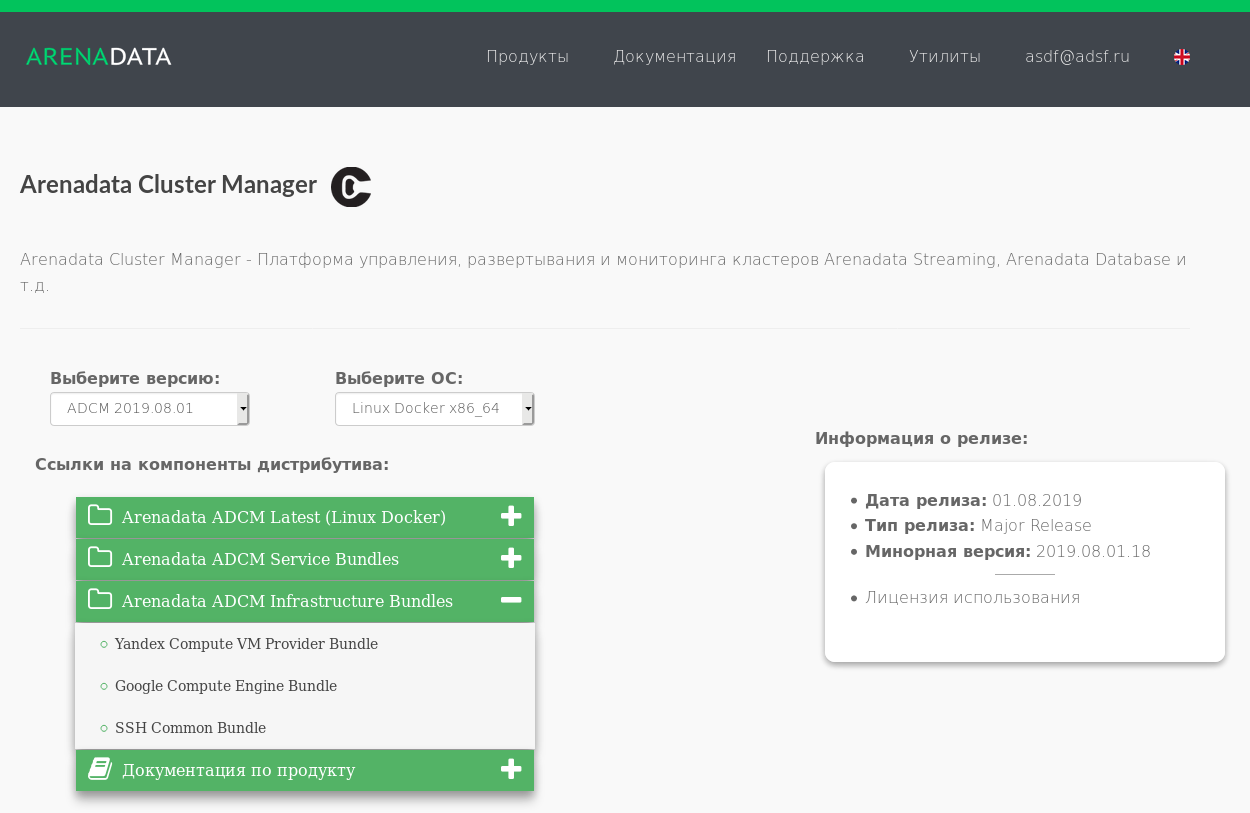 ARENADATA
Продукты Документация Поддержка Утилиты asdf@adsf.ru
Arenadata Cluster Manager
Arenadata Cluster Manager - Платформа управления, развертывания и мониторинга кластеров Arenadata Streaming, Arenadata Database и
т.д.
Выберите версию:
ADCM 2019.08.01
Выберите ОС:
Linux Docker x86_64
Ссылки на компоненты дистрибутива:
Arenadata ADCM Latest (Linux Docker)
Arenadata ADCM Service Bundles
Arenadata ADCM Infrastructure Bundles
Yandex Compute VM Provider Bundle
Google Compute Engine Bundle
SSH Common Bundle
Документация по продукту
Информация о релизе:
Дата релиза: 01.08.2019
Тип релиза: Major Release
Минорная версия: 2019.08.01.18
Лицензия использования